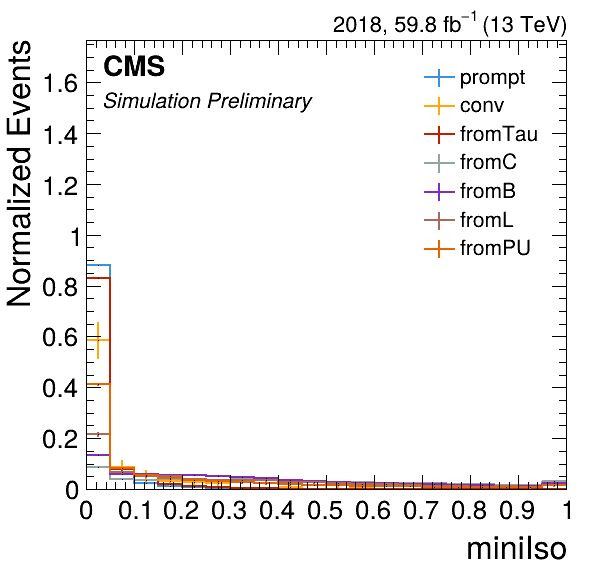 2018, 59.8 fb⁻¹ (13 TeV)
CMS
Simulation Preliminary
prompt
conv
fromTau
fromC
fromB
fromL
fromPU
Normalized Events
1.6
1.4
1.2
1
0.8
0.6
0.4
0.2
0
0 0.1 0.2 0.3 0.4 0.5 0.6 0.7 0.8 0.9 1
miniIso